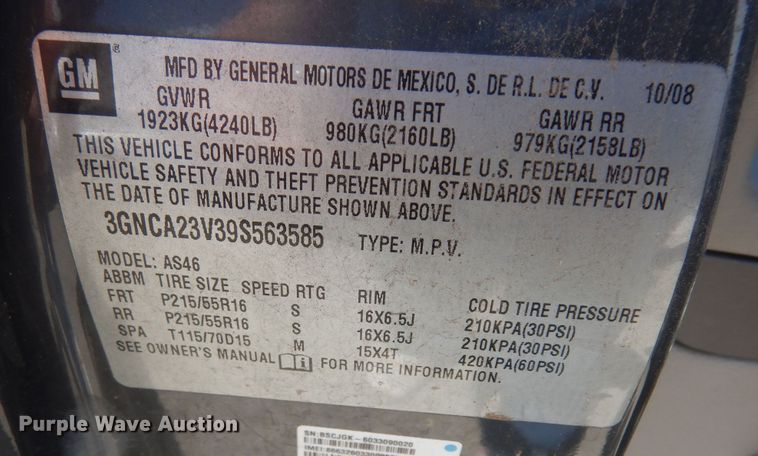 GM
MFD BY GENERAL MOTORS DE MEXICO, S. DE R.L. DE C.V. 10/08
GVWR GAWR FRT GAWR RR
1923KG(4240LB) 980KG(2160LB) 979KG(2158LB)
THIS VEHICLE CONFORMS TO ALL APPLICABLE U.S. FEDERAL MOTOR
VEHICLE SAFETY AND THEFT PREVENTION STANDARDS IN EFFECT ON
THE DATE OF MANUFACTURE SHOWN ABOVE.
3GNCA23V39S563585 TYPE: M.P.V.
MODEL: AS46
ABBM TIRE SIZE SPEED RTG RIM COLD TIRE PRESSURE
FRT P215/55R16 S 16X6.5J 210KPA(30PSI)
RR P215/55R16 S 16X6.5J 210KPA(30PSI)
SPA T115/70D15 M 15X4T 420KPA(60PSI)
SEE OWNER'S MANUAL FOR MORE INFORMATION.
Purple Wave Auction
SN:BSCJGK-6033090020